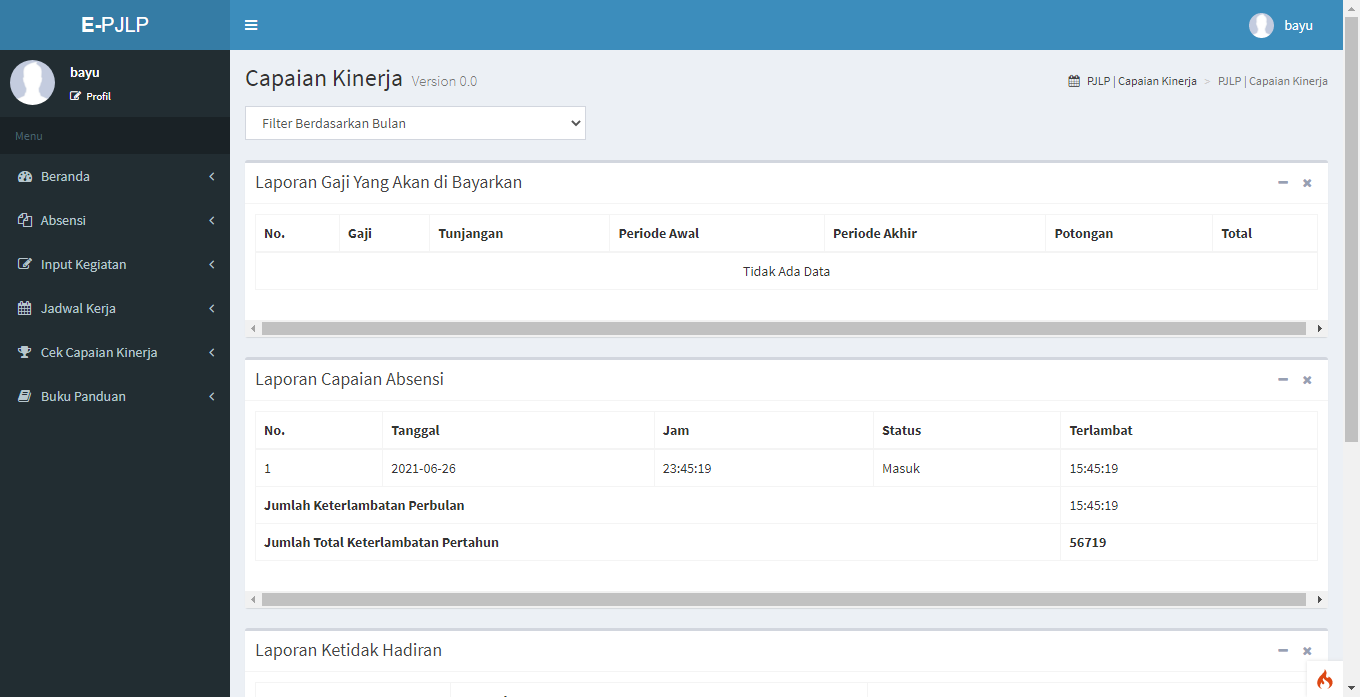 E-PJLP
bayu
bayu
Profil
Menu
Beranda
Absensi
Input Kegiatan
Jadwal Kerja
Cek Capaian Kinerja
Buku Panduan
Capaian Kinerja Version 0.0
PJLP | Capaian Kinerja > PJLP | Capaian Kinerja
Filter Berdasarkan Bulan
Laporan Gaji Yang Akan di Bayarkan
No. Gaji Tunjangan Periode Awal Periode Akhir Potongan Total
Tidak Ada Data
Laporan Capaian Absensi
No. Tanggal Jam Status Terlambat
1 2021-06-26 23:45:19 Masuk 15:45:19
Jumlah Keterlambatan Perbulan 15:45:19
Jumlah Total Keterlambatan Pertahun 56719
Laporan Ketidak Hadiran